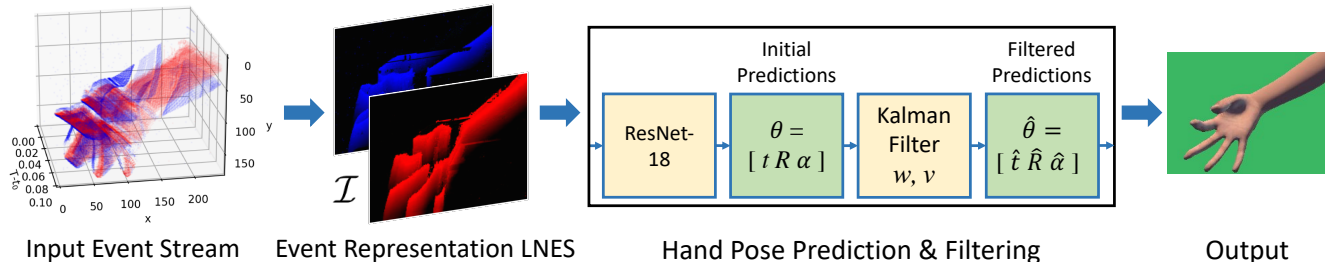 0
50
100
150
y
0.00
0.02
0.04
0.06
0.08
0.10
0
50
100
150
200
x
Input Event Stream
ℐ
Event Representation LNES
Initial
Predictions
Filtered
Predictions
ResNet-
18
θ =
[ t R α ]
Kalman
Filter
w, v
θ̂ =
[ t̂ R̂ α̂ ]
Hand Pose Prediction & Filtering
Output